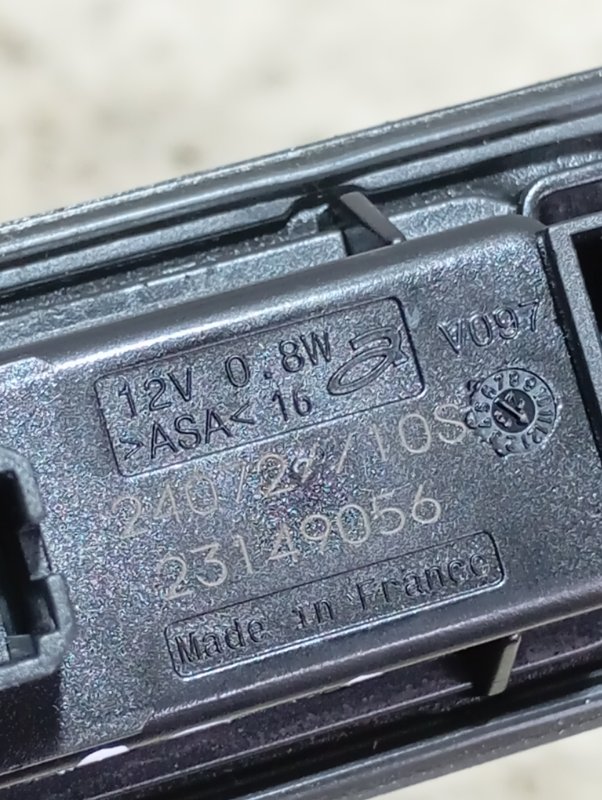 12V 0.8W
>ASA< 16
V097
23149056
Made in France